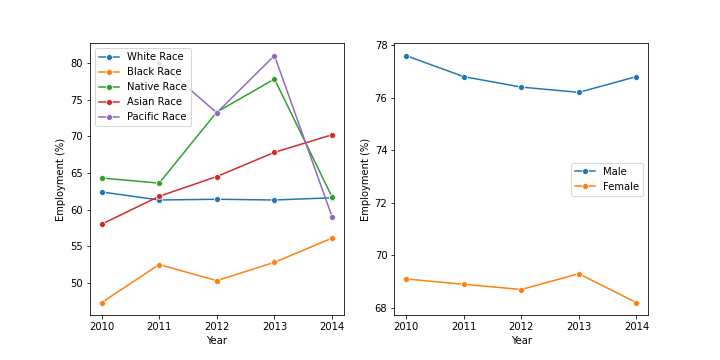 80
75
70
65
60
55
50
Employment (%)
2010 2011 2012 2013 2014
Year
White Race
Black Race
Native Race
Asian Race
Pacific Race
78
76
74
72
70
68
Employment (%)
2010 2011 2012 2013 2014
Year
Male
Female